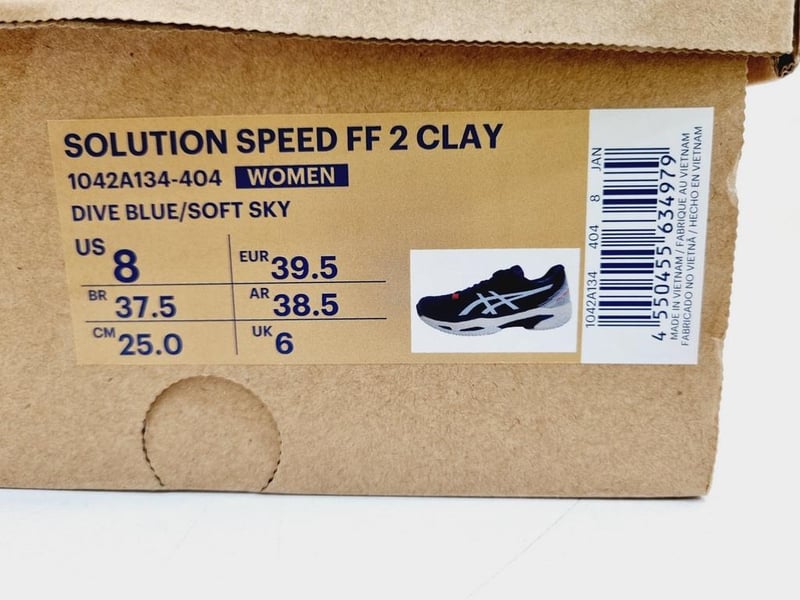 SOLUTION SPEED FF 2 CLAY
1042A134-404 WOMEN
DIVE BLUE/SOFT SKY
US 8
EUR 39.5
BR 37.5
AR 38.5
CM 25.0
UK 6
1042A134 404 8 JAN
4 550455 634979
MADE IN VIETNAM / FABRIQUE AU VIETNAM
FABRICADO NO VIETNÃ / HECHO EN VIETNAM